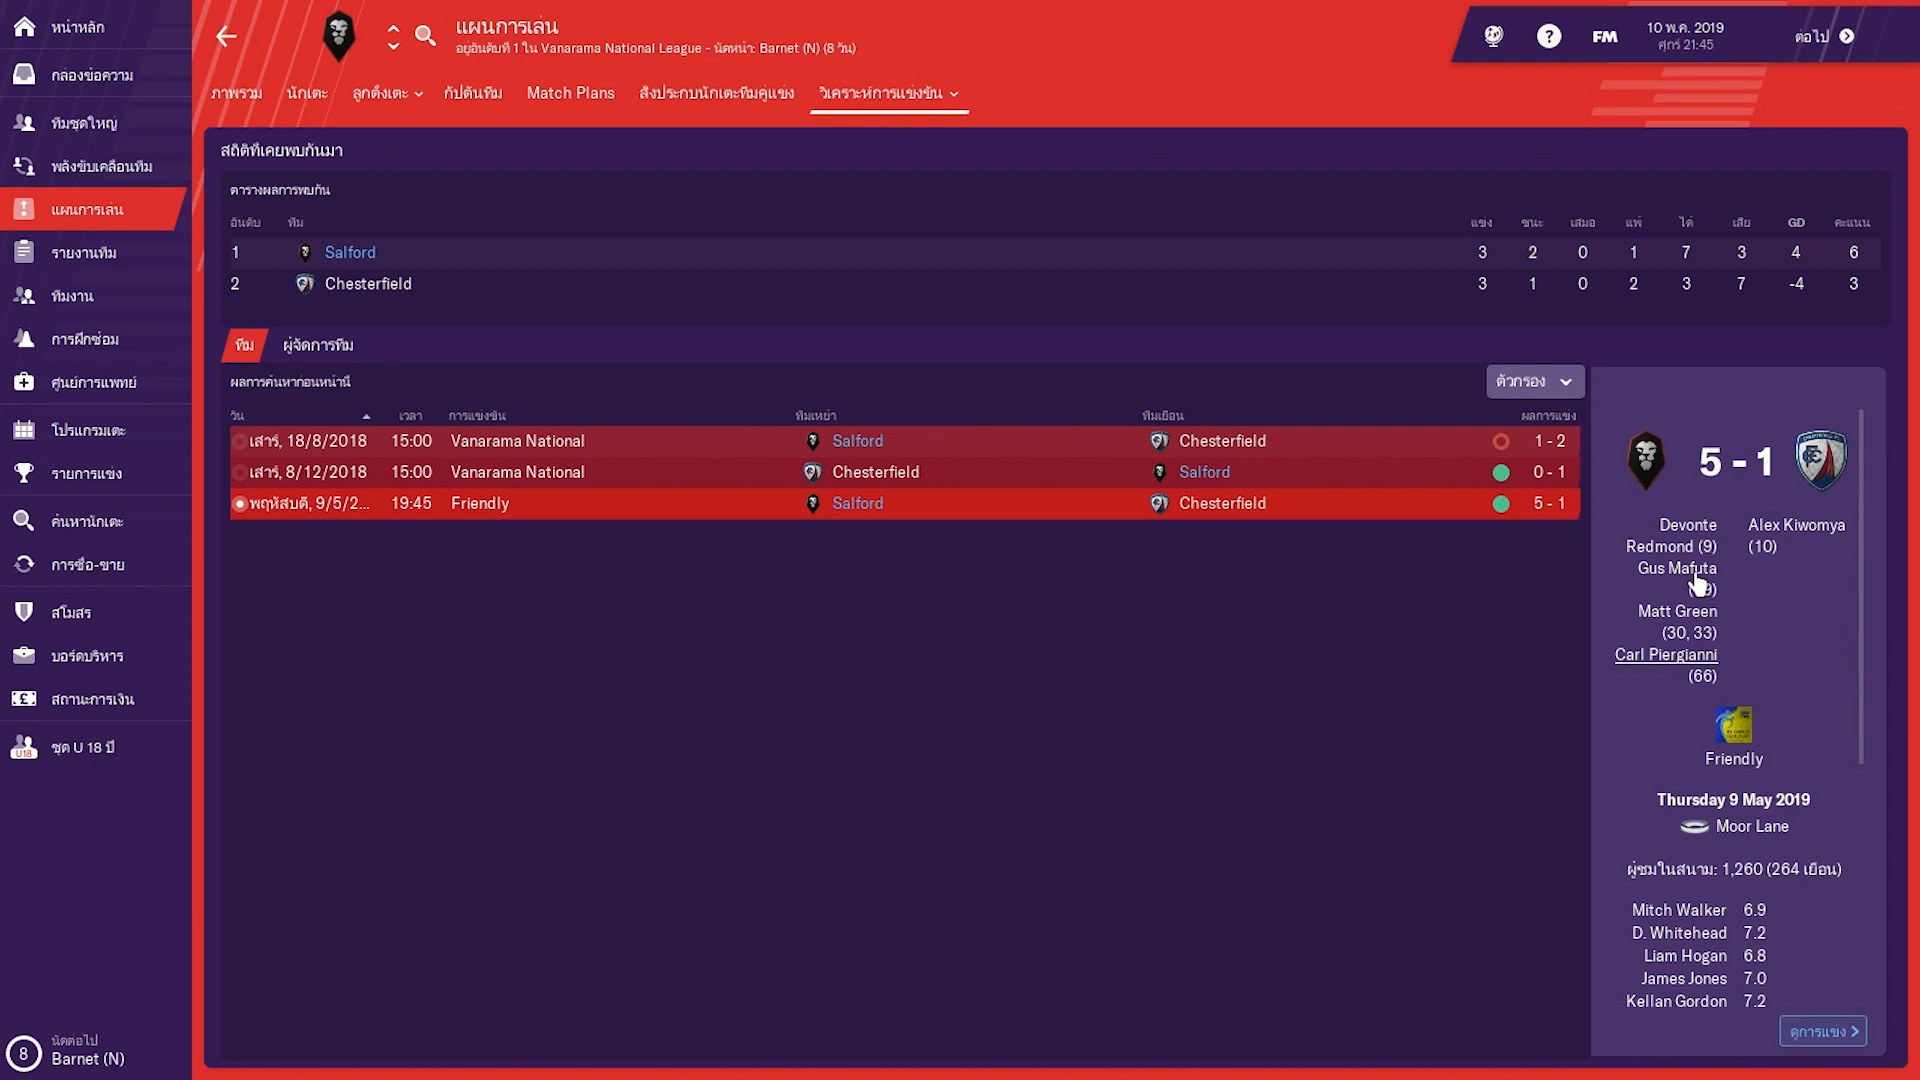 หน้าหลัก
กล่องข้อความ
ทีมชุดใหญ่
พลังขับเคลื่อนทีม
แผนการเล่น
รายงานทีม
ทีมงาน
การฝึกซ้อม
ศูนย์การแพทย์
โปรแกรมเตะ
รายการแข่ง
ค้นหานักเตะ
การซื้อ-ขาย
สโมสร
บอร์ดบริหาร
สถานะการเงิน
U18 ชุด U 18 ปี
8 นัดต่อไป
Barnet (N)
แผนการเล่น
อยู่อันดับที่ 1 ใน Vanarama National League - นัดหน้า: Barnet (N) (8 วัน)
? FM 10 พ.ค. 2019
ศุกร์ 21:45
ต่อไป
ภาพรวม นักเตะ ลูกตั้งเตะ กัปตันทีม Match Plans สั่งประกบนักเตะทีมคู่แข่ง วิเคราะห์การแข่งขัน
สถิติที่เคยพบกันมา
ตารางผลการพบกัน
อันดับ ทีม แข่ง ชนะ เสมอ แพ้ ได้ เสีย GD คะแนน
1 Salford 3 2 0 1 7 3 4 6
2 Chesterfield 3 1 0 2 3 7 -4 3
ทีม ผู้จัดการทีม
ผลการค้นหาก่อนหน้านี้ ตัวกรอง
วัน เวลา การแข่งขัน ทีมเหย้า ทีมเยือน ผลการแข่ง
เสาร์, 18/8/2018 15:00 Vanarama National Salford Chesterfield 1 - 2
เสาร์, 8/12/2018 15:00 Vanarama National Chesterfield Salford 0 - 1
พฤหัสบดี, 9/5/2... 19:45 Friendly Salford Chesterfield 5 - 1
5 - 1
Devonte Alex Kiwomya
Redmond (9) (10)
Gus Mafuta
Matt Green
(30, 33)
Carl Piergianni
(66)
Friendly
Thursday 9 May 2019
Moor Lane
ผู้ชมในสนาม: 1,260 (264 เยือน)
Mitch Walker 6.9
D. Whitehead 7.2
Liam Hogan 6.8
James Jones 7.0
Kellan Gordon 7.2
ดูการแข่ง